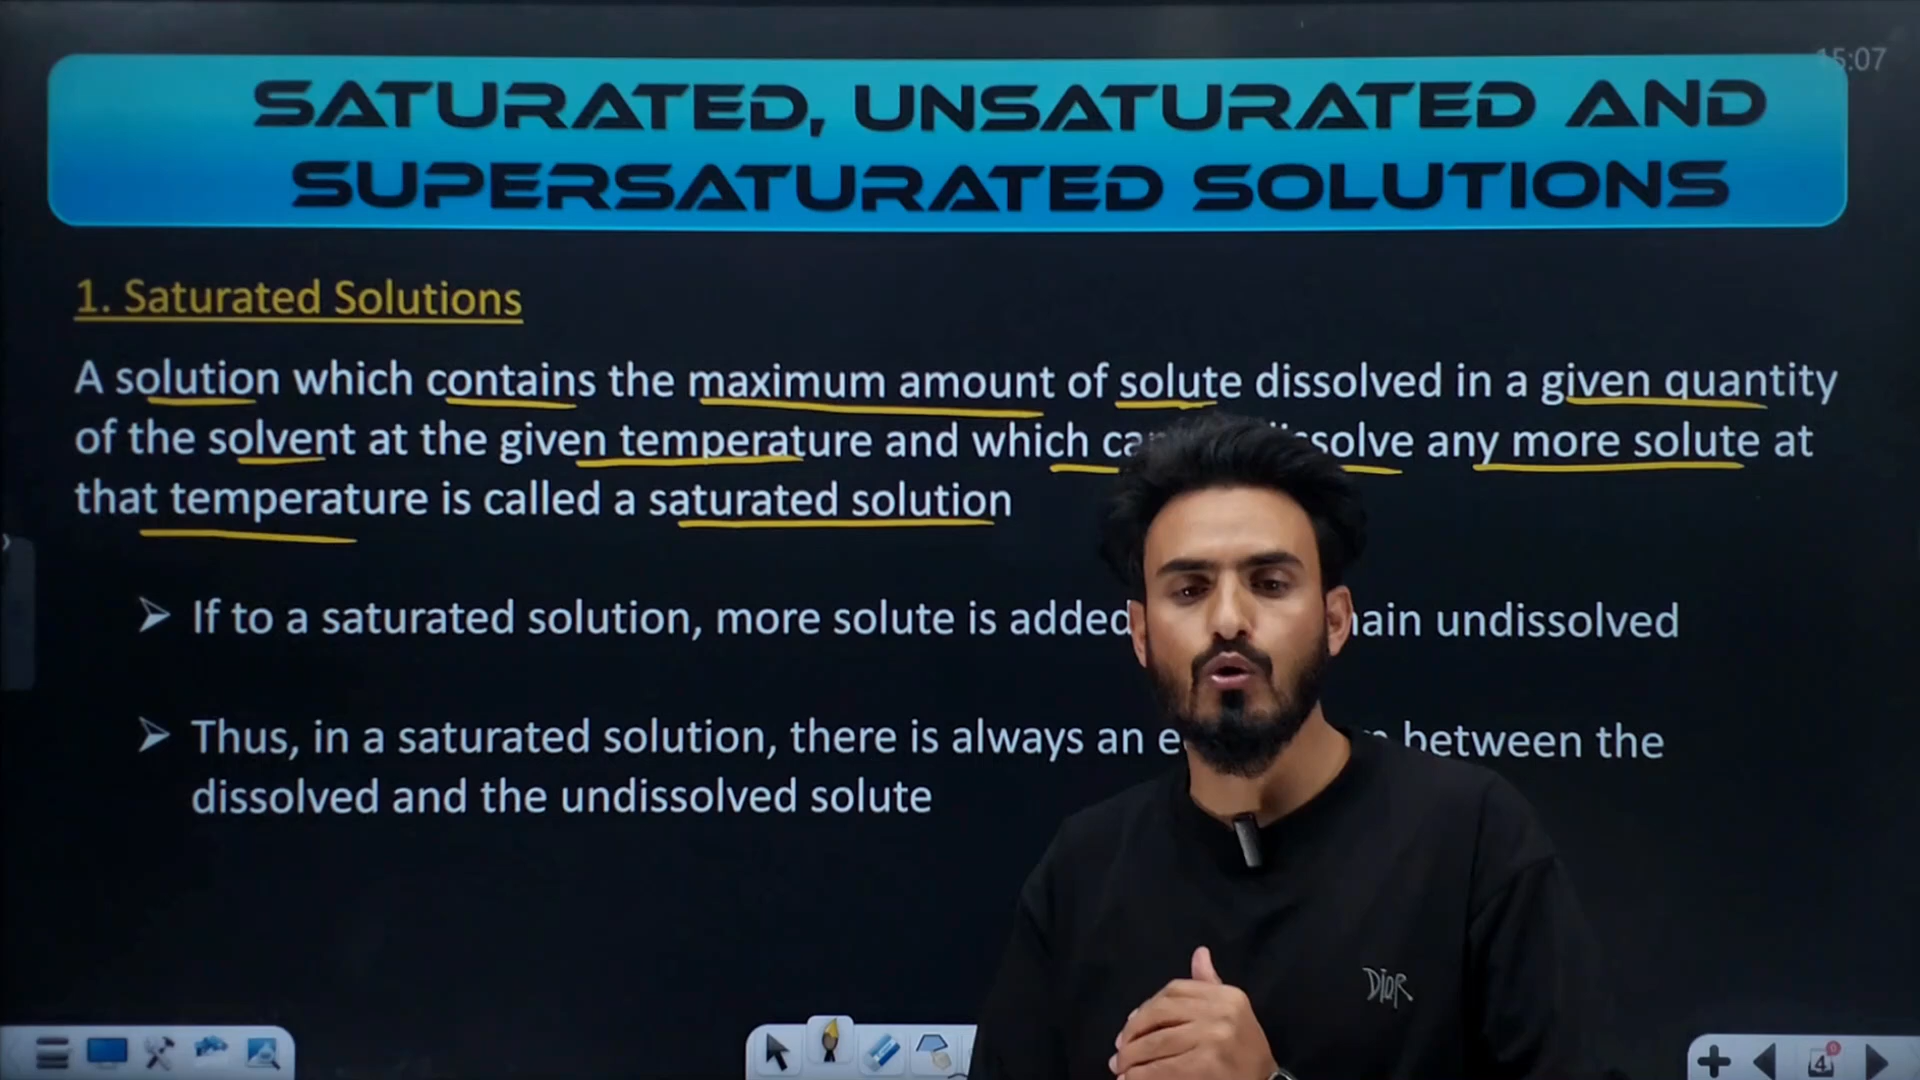 15:07
SATURATED, UNSATURATED AND
SUPERSATURATED SOLUTIONS
1. Saturated Solutions
A solution which contains the maximum amount of solute dissolved in a given quantity
of the solvent at the given temperature and which any more solute at
that temperature is called a saturated solution
➤ If to a saturated solution, more solute is added undissolved
➤ Thus, in a saturated solution, there is always an between the
dissolved and the undissolved solute
DIOR
4